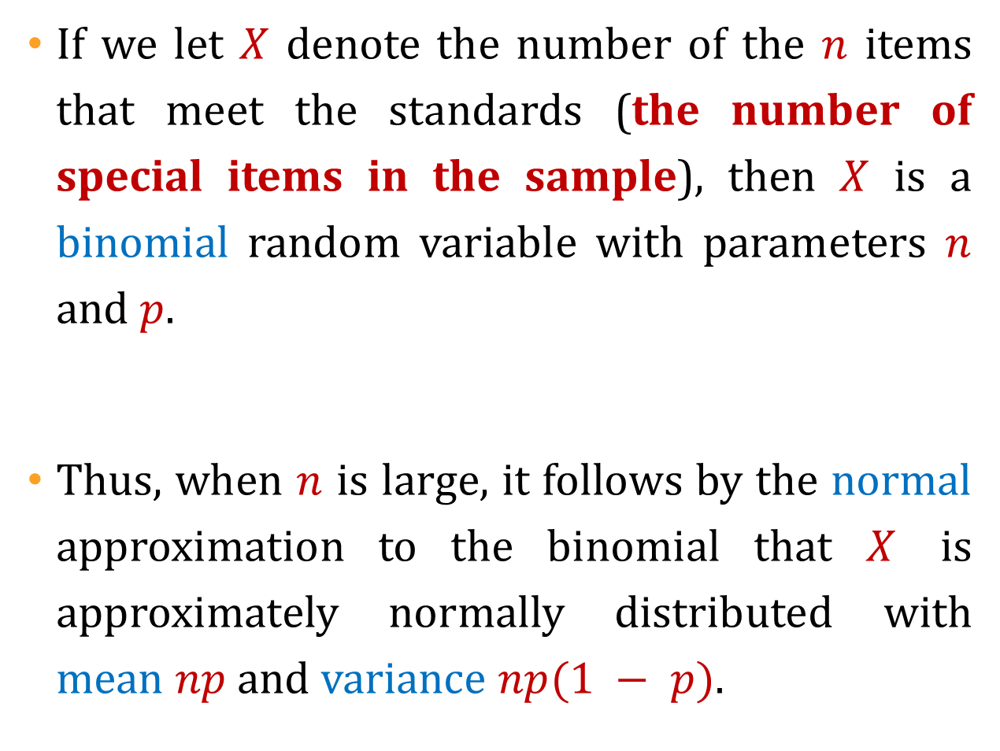 • If we let X denote the number of the n items
that meet the standards (the number of
special items in the sample), then X is a
binomial random variable with parameters n
and p.
• Thus, when n is large, it follows by the normal
approximation to the binomial that X is
approximately normally distributed with
mean np and variance np(1 − p).